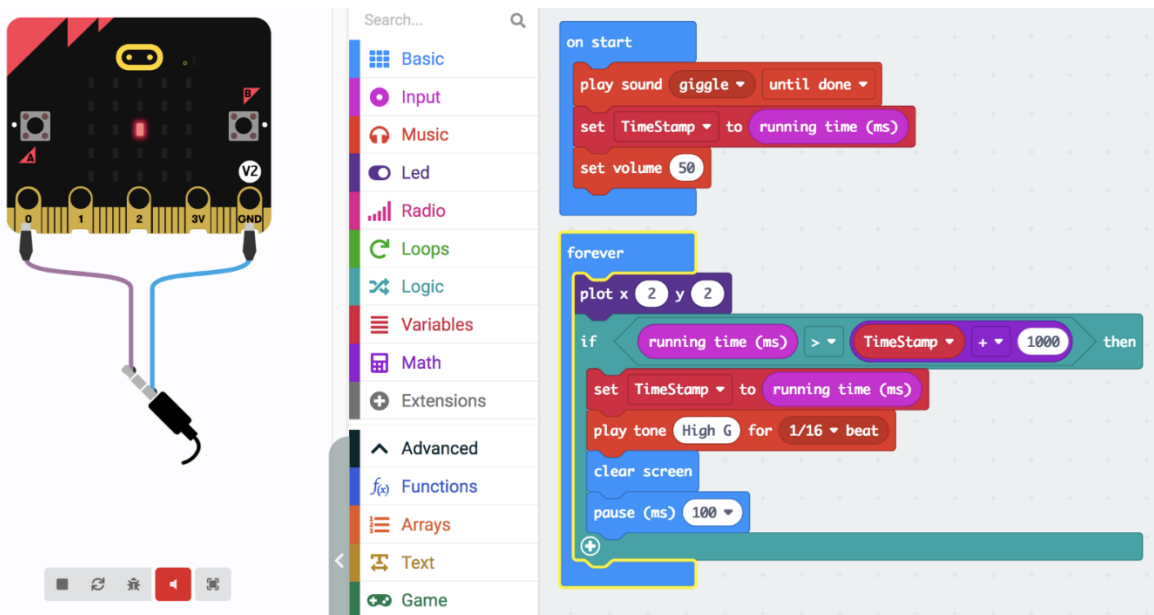 B
A
V2
0 1 2 3V GND
Search...
Basic
Input
Music
Led
Radio
Loops
Logic
Variables
Math
Extensions
Advanced
f(x) Functions
Arrays
Text
Game
on start
play sound giggle until done
set TimeStamp to running time (ms)
set volume 50
forever
plot x 2 y 2
if running time (ms) > TimeStamp + 1000 then
set TimeStamp to running time (ms)
play tone High G for 1/16 beat
clear screen
pause (ms) 100